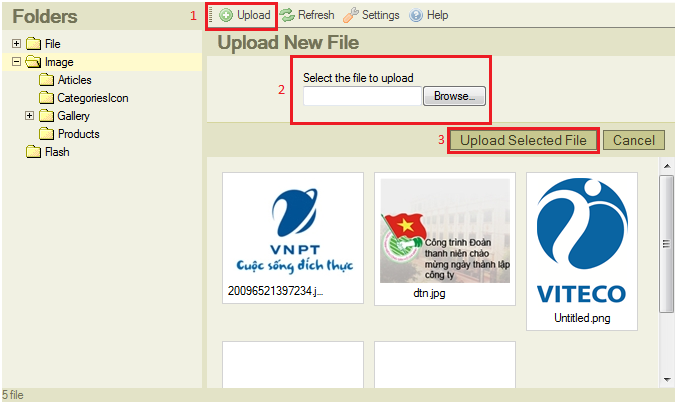 Folders
1
Upload
Refresh
Settings
Help
File
Image
Articles
CategoriesIcon
Gallery
Products
Flash
Upload New File
2
Select the file to upload
Browse...
3
Upload Selected File
Cancel
VNPT
Cuộc sống đích thực
20096521397234.j...
Công trình Đoàn
thanh niên chào
mừng ngày thành lập
công ty
dtn.jpg
VITECO
Untitled.png
5 file